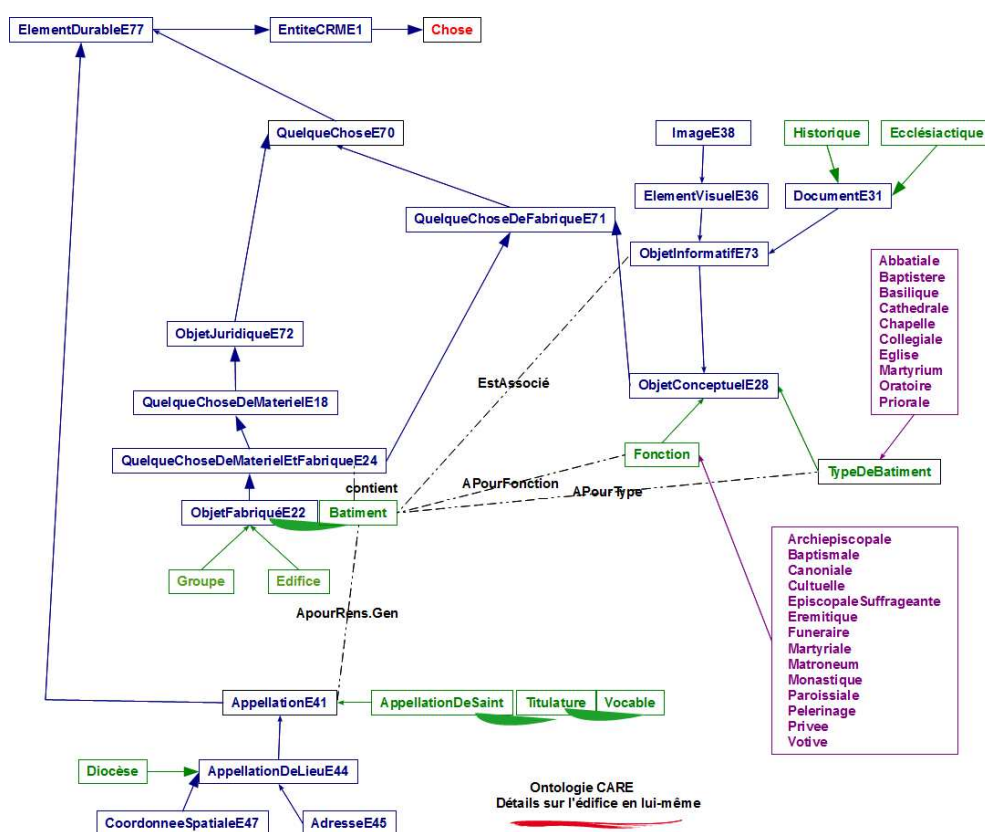 ElementDurableE77
EntiteCRME1
Chose
QuelqueChoseE70
ImageE38
Historique
Ecclésiactique
ElementVisuelE36
DocumentE31
QuelqueChoseDeFabriqueE71
ObjetInformatifE73
Abbatiale
Baptistere
Basilique
Cathedrale
Chapelle
Collegiale
Eglise
Martyrium
Oratoire
Priorale
ObjetJuridiqueE72
EstAssocié
ObjetConceptuelE28
QuelqueChoseDeMaterielE18
QuelqueChoseDeMaterielEtFabriqueE24
Fonction
TypeDeBatiment
contient
APourFonction
APourType
ObjetFabriquéE22
Batiment
Groupe
Edifice
ApourRens.Gen
Archiepiscopale
Baptismale
Canoniale
Cultuelle
EpiscopaleSuffrageante
Eremitique
Funeraire
Martyriale
Matroneum
Monastique
Paroissiale
Pelerinage
Privee
Votive
AppellationE41
AppellationDeSaint
Titulature
Vocable
Diocèse
AppellationDeLieuE44
CoordonneeSpatialeE47
AdresseE45
Ontologie CARE
Détails sur l'édifice en lui-même